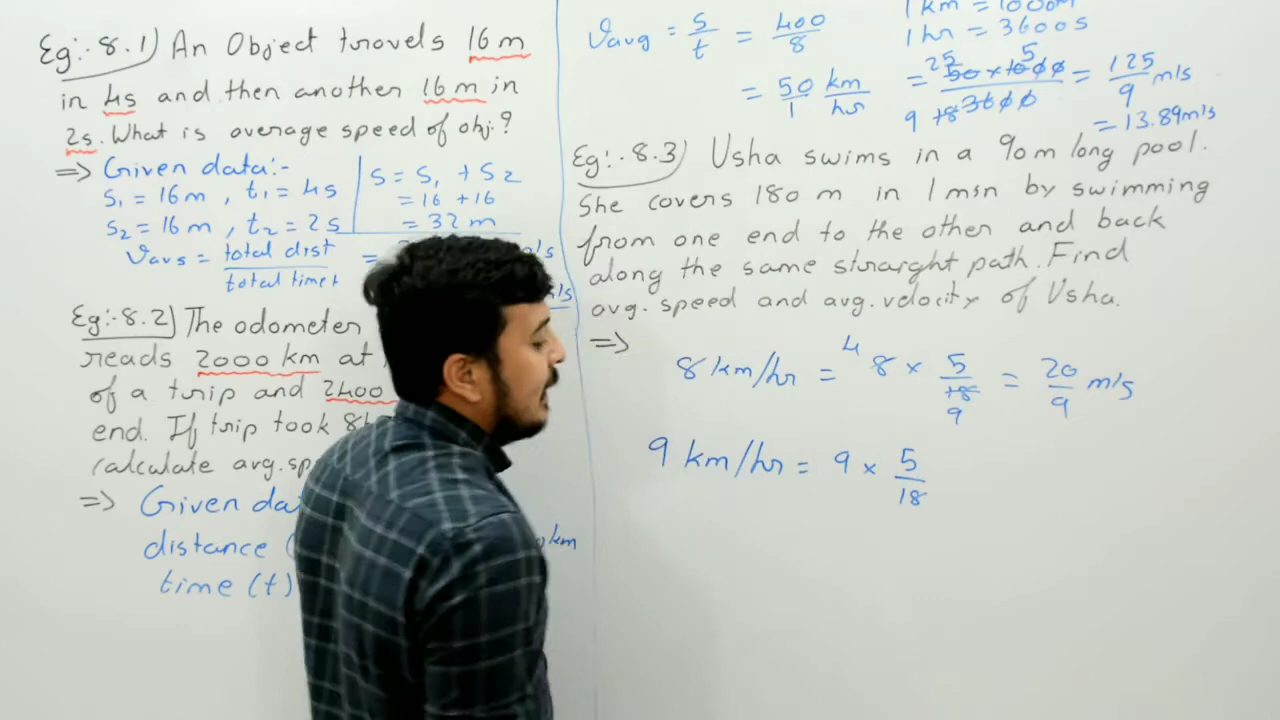 Eg:- 8.1) An Object travels 16 m
in 4s and then another 16 m in
2s. What is average speed of obj.?
=> Given data:-
S1 = 16 m , t1 = 4s
S2 = 16 m , t2 = 2s
S = S1 + S2
= 16 + 16
= 32 m
Vavs = total dist / total time t =
Eg:- 8.2) The odometer
reads 2000 km at
of a trip and 2400
end. If trip took 8h
calculate avg. sp
=> Given da
distance (
km
time (t)
Vavg = S/t = 400/8
= 50/1 km/hr
1 km = 1000m
1 hr = 3600s
= 50 × 1000 / 3600 = 125/9 m/s
= 13.89 m/s
Eg:- 8.3) Usha swims in a 90 m long pool.
She covers 180 m in 1 min by swimming
from one end to the other and back
along the same straight path. Find
avg. speed and avg. velocity of Usha.
=>
8 km/hr = 8 × 5/18 = 20/9 m/s
9 km/hr = 9 × 5/18